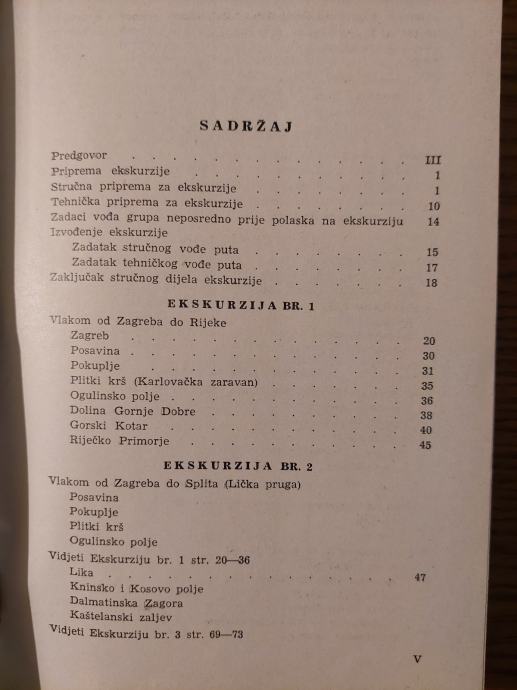 SADRŽAJ
Predgovor . . . . . . . . . . . . . . III
Priprema ekskurzije . . . . . . . . . . . 1
Stručna priprema za ekskurzije . . . . . . . . 1
Tehnička priprema za ekskurzije . . . . . . . . 10
Zadaci vođa grupa neposredno prije polaska na ekskurziju 14
Izvođenje ekskurzije
Zadatak stručnog vođe puta . . . . . . . . 15
Zadatak tehničkog vođe puta . . . . . . . . 17
Zaključak stručnog dijela ekskurzije . . . . . . . 18
EKSKURZIJA BR. 1
Vlakom od Zagreba do Rijeke
Zagreb . . . . . . . . . . . . . . 20
Posavina . . . . . . . . . . . . . . 30
Pokuplje . . . . . . . . . . . . 31
Plitki krš (Karlovačka zaravan) . . . . . . . . 35
Ogulinsko polje . . . . . . . . . . . . 36
Dolina Gornje Dobre . . . . . . . . . . 38
Gorski Kotar . . . . . . . . . . . . 40
Riječko Primorje . . . . . . . . . . . 45
EKSKURZIJA BR. 2
Vlakom od Zagreba do Splita (Lička pruga)
Posavina
Pokuplje
Plitki krš
Ogulinsko polje
Vidjeti Ekskurziju br. 1 str. 20—36
Lika . . . . . . . . . . . . . . . 47
Kninsko i Kosovo polje
Dalmatinska Zagora
Kaštelanski zaljev
Vidjeti Ekskurziju br. 3 str. 69—73
V